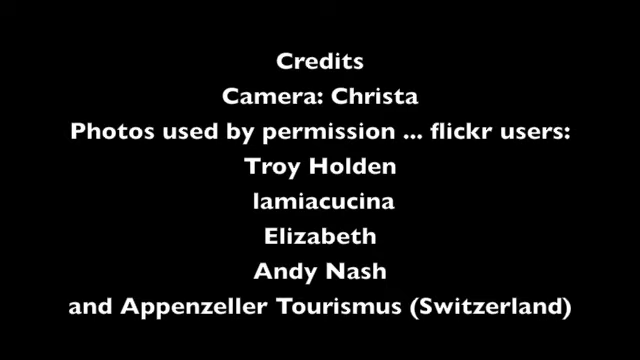 Credits
Camera: Christa
Photos used by permission ... flickr users:
Troy Holden
lamiacucina
Elizabeth
Andy Nash
and Appenzeller Tourismus (Switzerland)